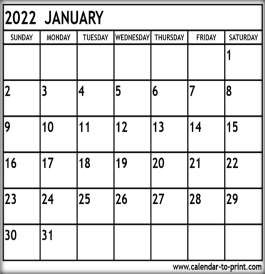 2022 JANUARY
SUNDAY MONDAY TUESDAY WEDNESDAY THURSDAY FRIDAY SATURDAY
1
2 3 4 5 6 7 8
9 10 11 12 13 14 15
16 17 18 19 20 21 22
23 24 25 26 27 28 29
30 31
www.calendar-to-print.com